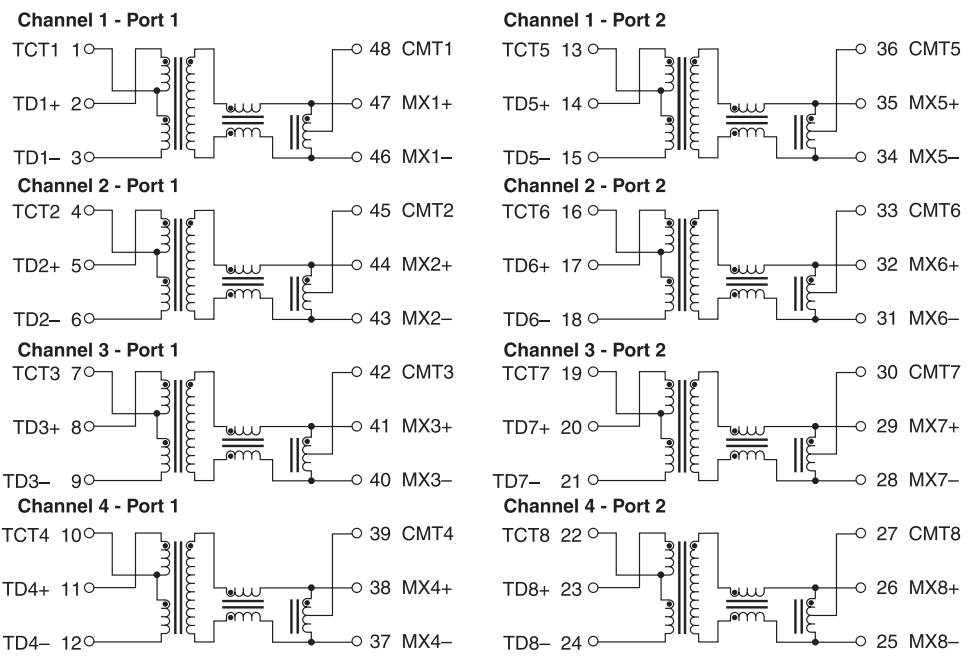 Channel 1 - Port 1
TCT1 1 48 CMT1
TD1+ 2 47 MX1+
TD1– 3 46 MX1–
Channel 2 - Port 1
TCT2 4 45 CMT2
TD2+ 5 44 MX2+
TD2– 6 43 MX2–
Channel 3 - Port 1
TCT3 7 42 CMT3
TD3+ 8 41 MX3+
TD3– 9 40 MX3–
Channel 4 - Port 1
TCT4 10 39 CMT4
TD4+ 11 38 MX4+
TD4– 12 37 MX4–
Channel 1 - Port 2
TCT5 13 36 CMT5
TD5+ 14 35 MX5+
TD5- 15 34 MX5–
Channel 2 - Port 2
TCT6 16 33 CMT6
TD6+ 17 32 MX6+
TD6- 18 31 MX6–
Channel 3 - Port 2
TCT7 19 30 CMT7
TD7+ 20 29 MX7+
TD7– 21 28 MX7–
Channel 4 - Port 2
TCT8 22 27 CMT8
TD8+ 23 26 MX8+
TD8– 24 25 MX8–